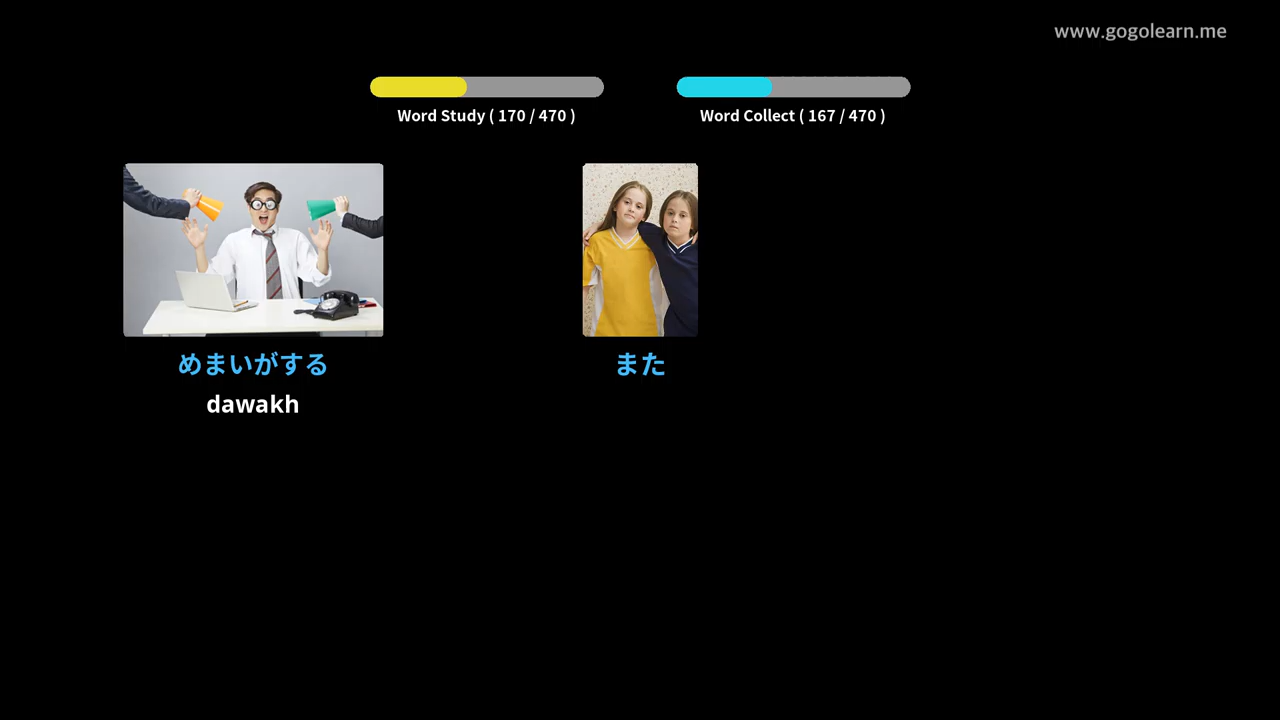 www.gogolearn.me
Word Study ( 170 / 470 )
Word Collect ( 167 / 470 )
めまいがする
dawakh
また